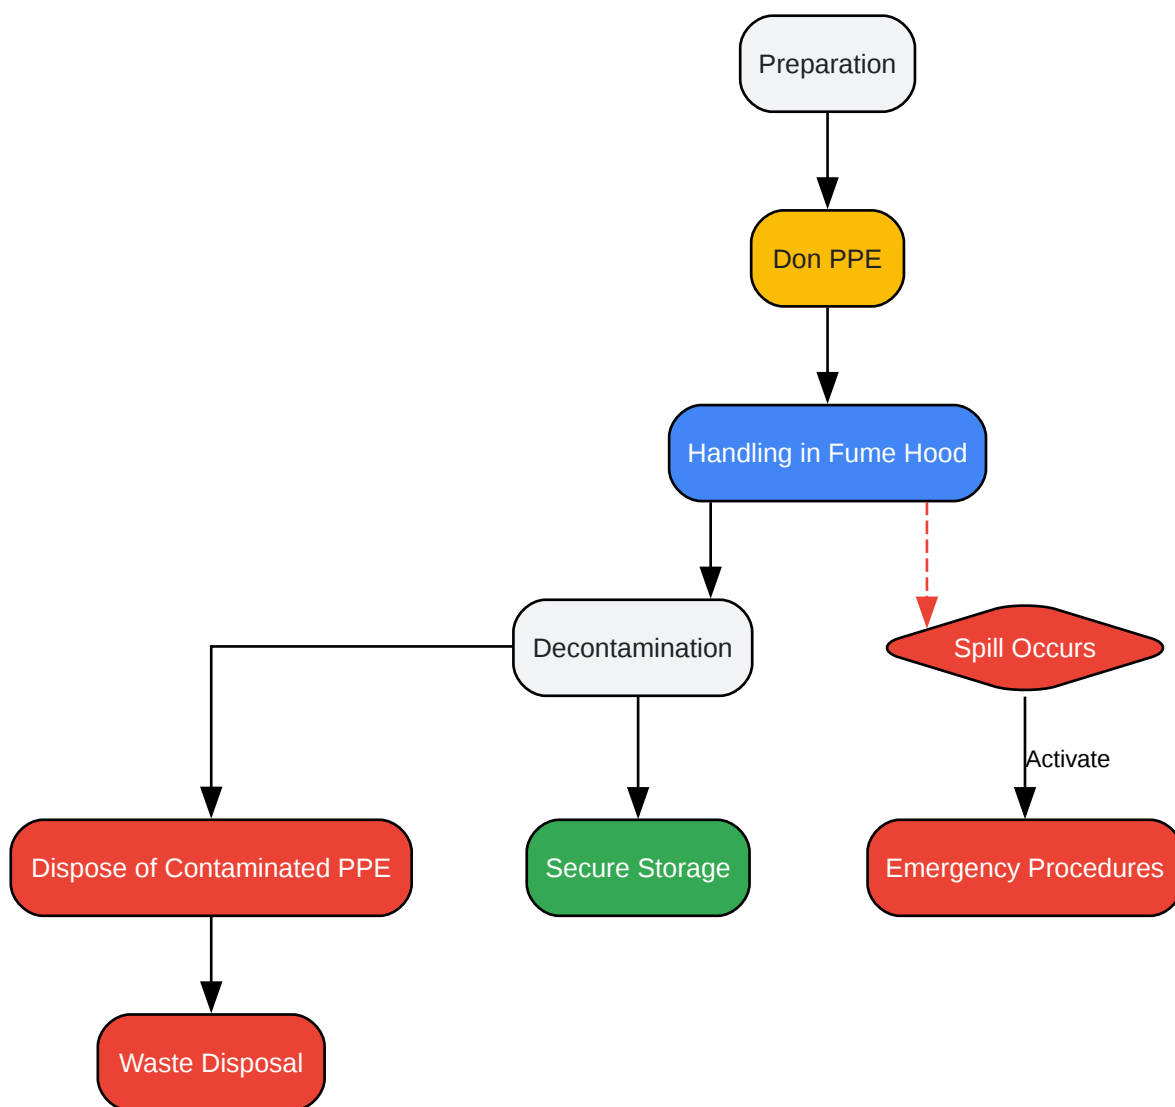 Preparation
Don PPE
Handling in Fume Hood
Decontamination
Spill Occurs
Activate
Dispose of Contaminated PPE
Secure Storage
Emergency Procedures
Waste Disposal